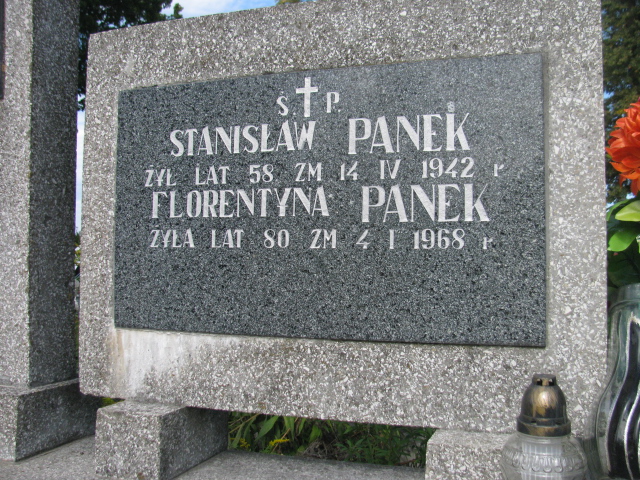 Ś P
STANISŁAW PANEK
ŻYŁ LAT 58 ZM 14 IV 1942 r
FLORENTYNA PANEK
ŻYŁA LAT 80 ZM 4 I 1968 r